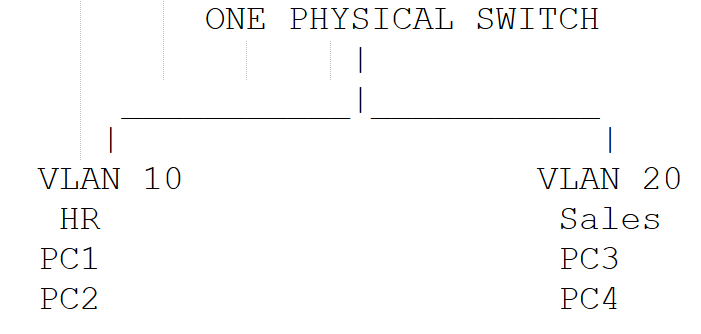 ONE PHYSICAL SWITCH
VLAN 10 VLAN 20
HR Sales
PC1 PC3
PC2 PC4